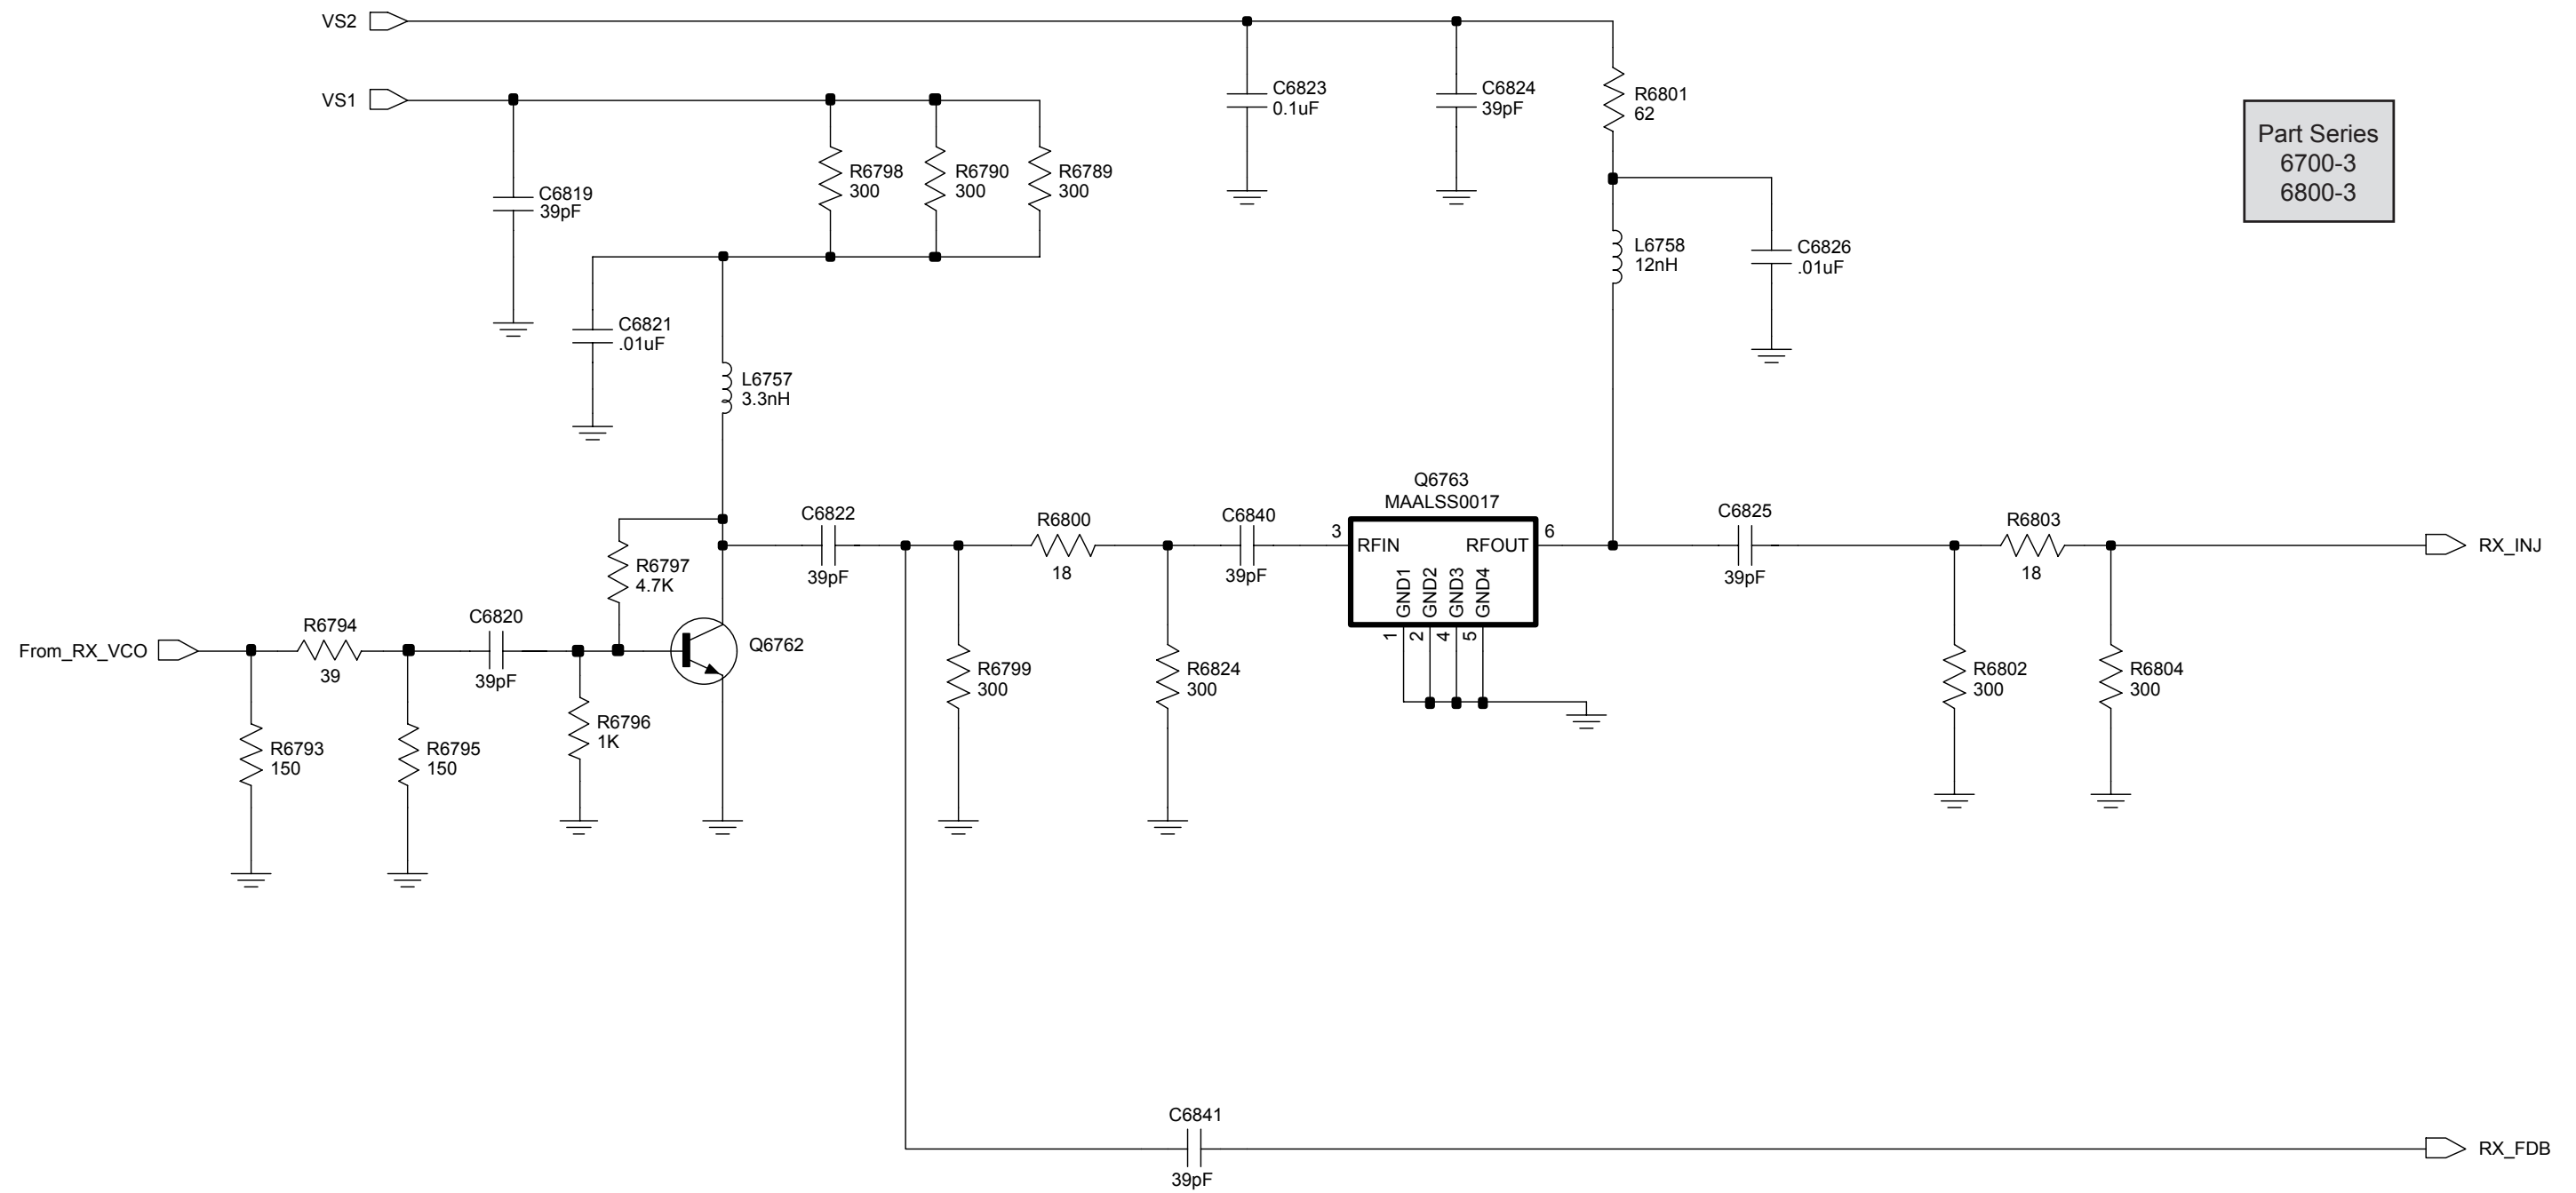 VS2
VS1
C6823
0.1uF
C6824
39pF
R6801
62
Part Series
6700-3
6800-3
C6819
39pF
R6798
300
R6790
300
R6789
300
L6758
12nH
C6826
.01uF
C6821
.01uF
L6757
3.3nH
Q6763
MAALSS0017
C6822
39pF
R6800
18
C6840
39pF
3
RFIN
RFOUT
6
GND1
GND2
GND3
GND4
1
2
4
5
C6825
39pF
R6803
18
RX_INJ
R6797
4.7K
From_RX_VCO
R6794
39
C6820
39pF
Q6762
R6799
300
R6824
300
R6802
300
R6804
300
R6793
150
R6795
150
R6796
1K
C6841
39pF
RX_FDB